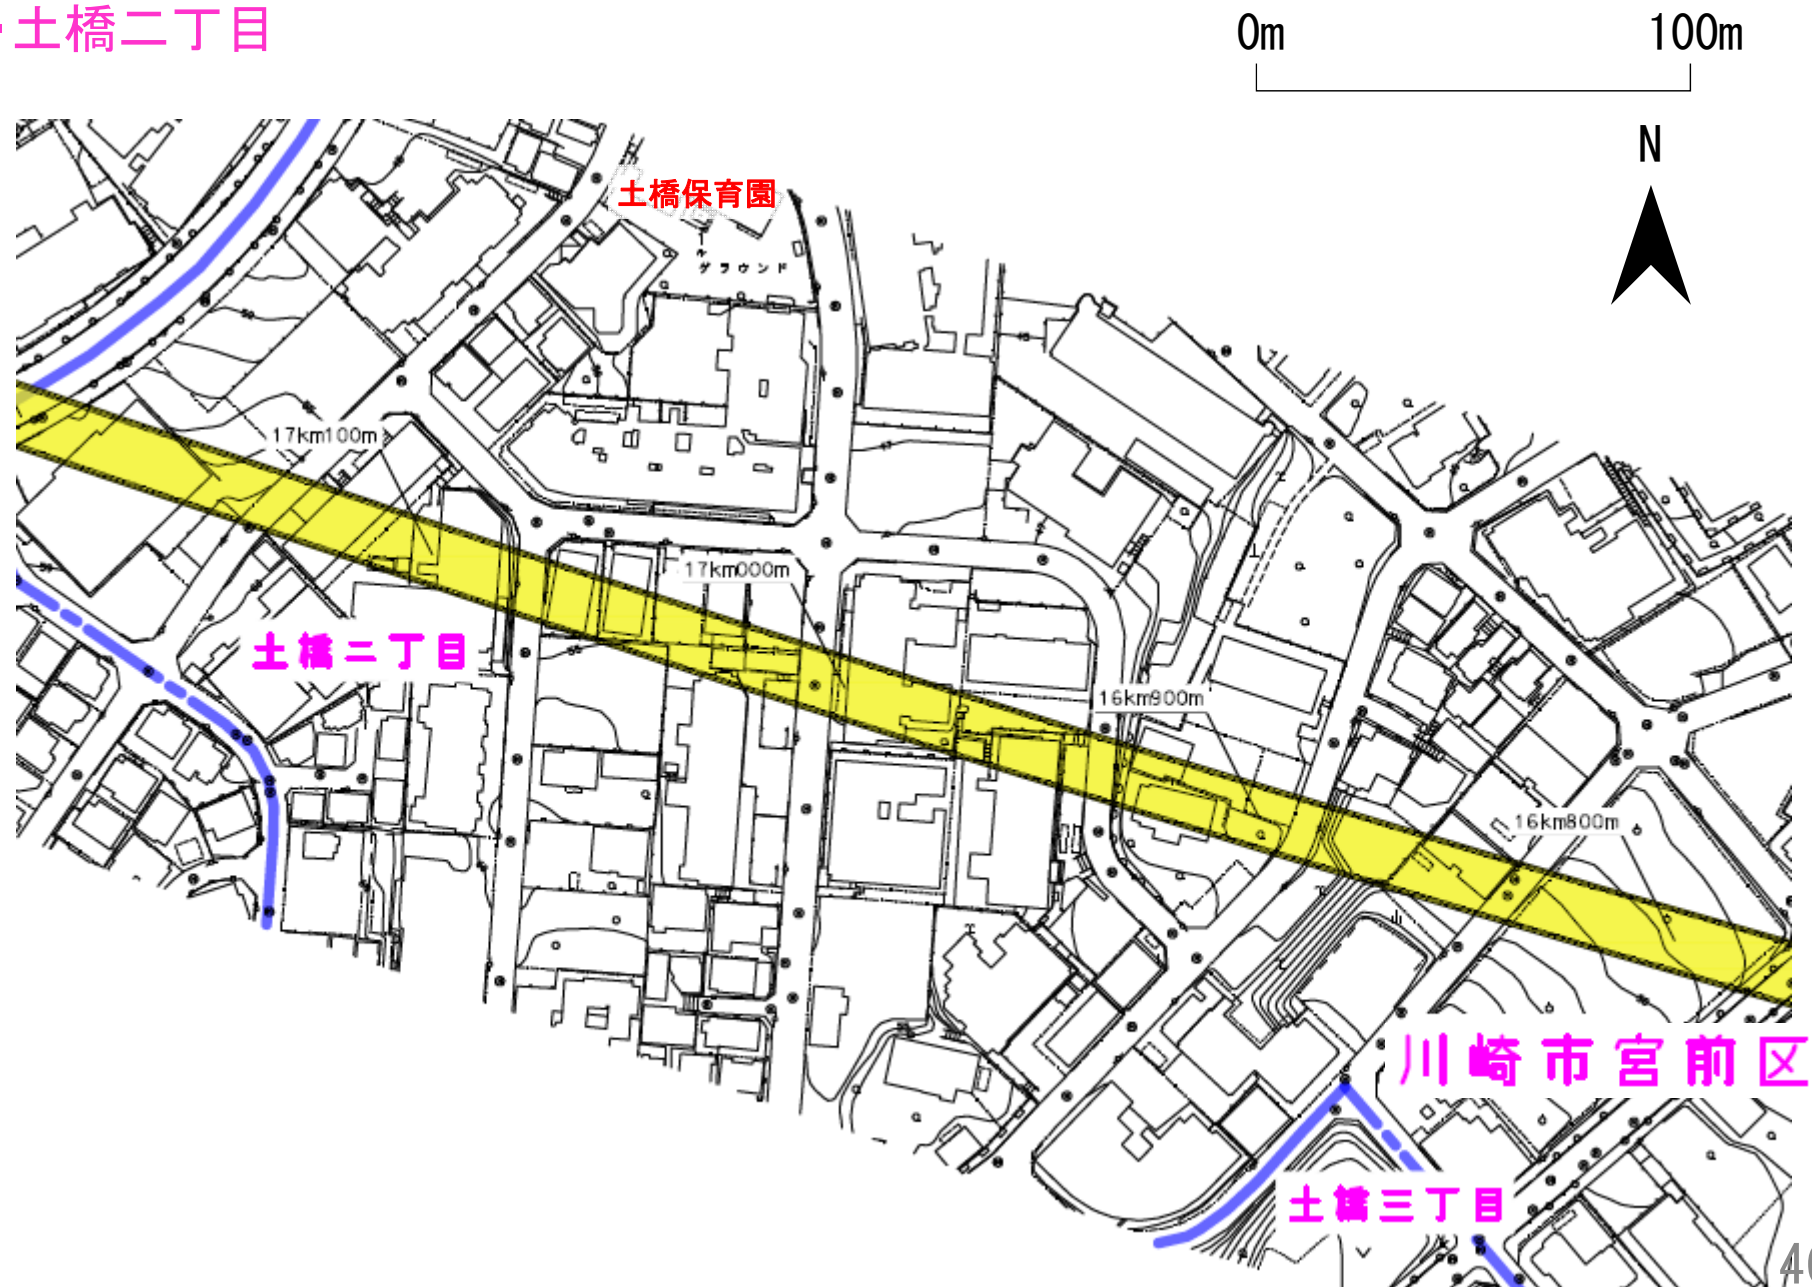 ・土橋二丁目
0m 100m
N
土橋保育園
グラウンド
17km100m
17km000m
土橋二丁目
16km900m
16km800m
川崎市宮前区
土橋三丁目